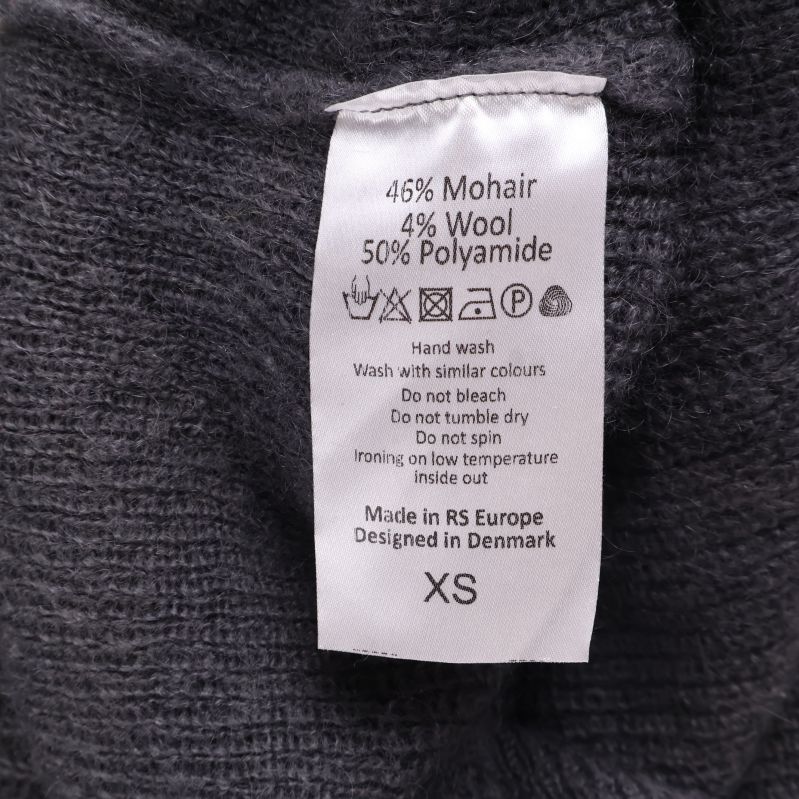 46% Mohair
4% Wool
50% Polyamide
P
Hand wash
Wash with similar colours
Do not bleach
Do not tumble dry
Do not spin
Ironing on low temperature
inside out
Made in RS Europe
Designed in Denmark
XS